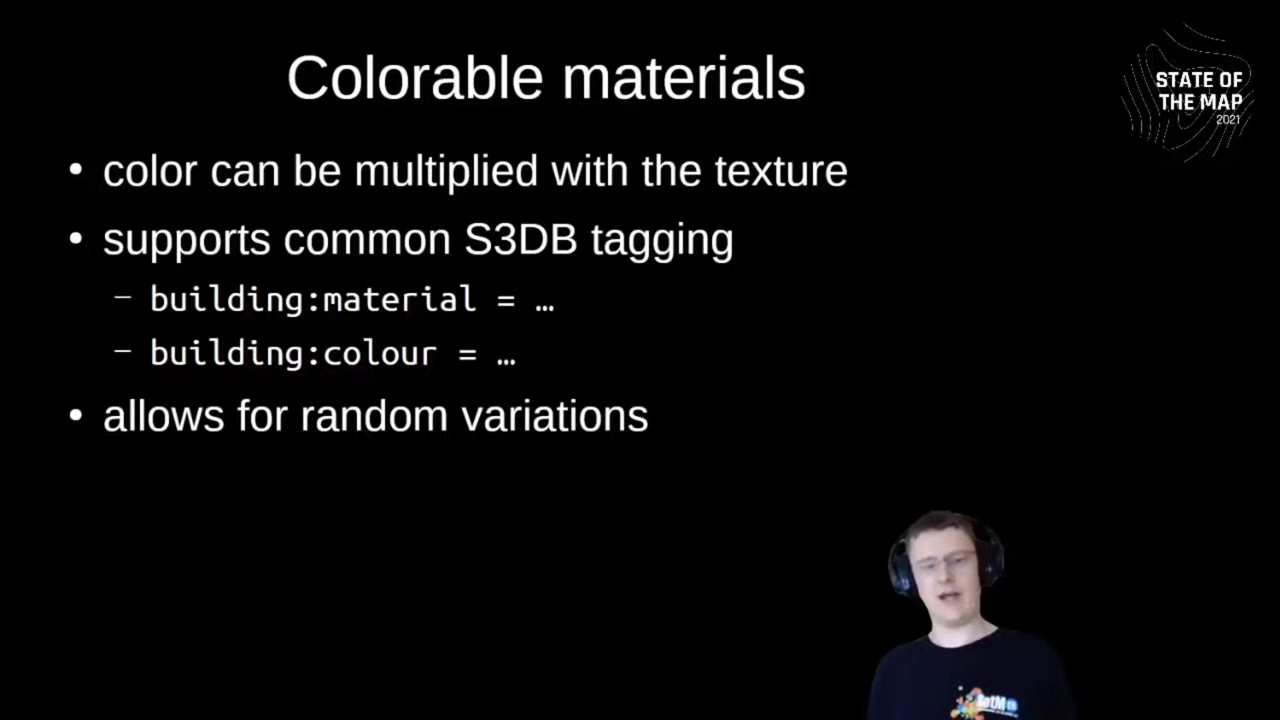 Colorable materials
STATE OF
THE MAP
2021
• color can be multiplied with the texture
• supports common S3DB tagging
– building:material = …
– building:colour = …
• allows for random variations
SotM